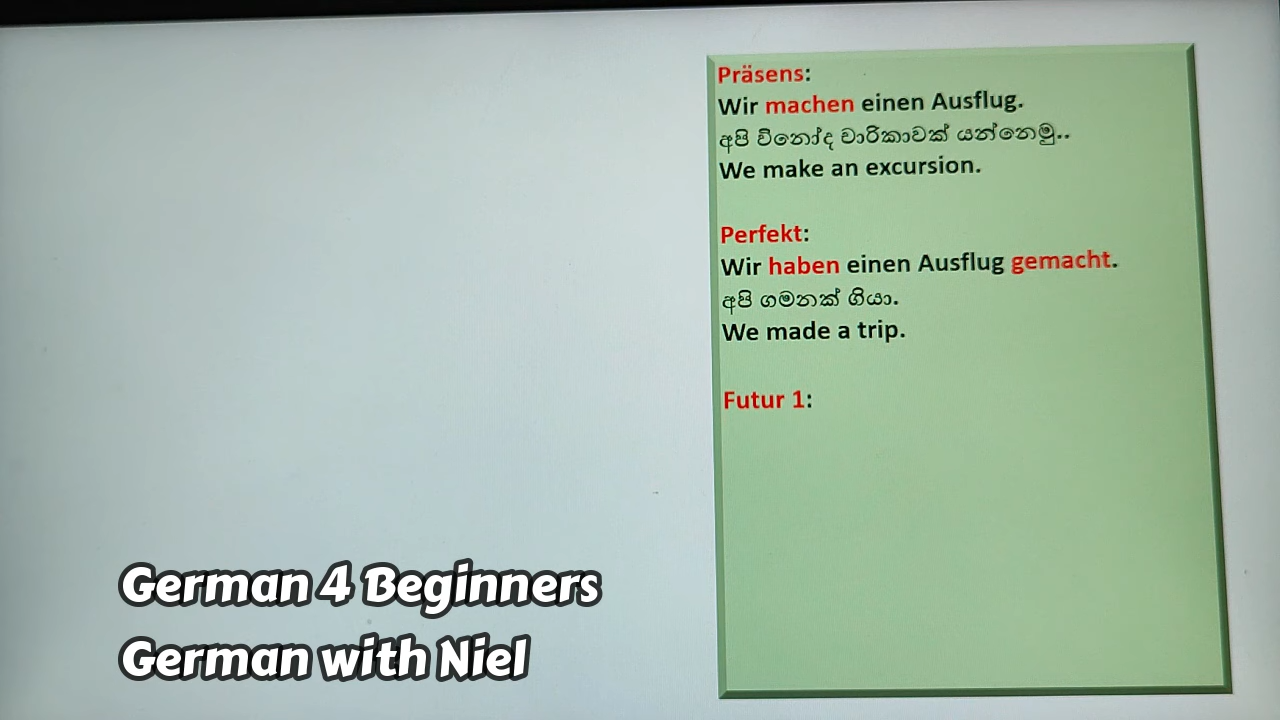 Präsens:
Wir machen einen Ausflug.
අපි විනෝද චාරිකාවක් යන්නෙමු..
We make an excursion.
Perfekt:
Wir haben einen Ausflug gemacht.
අපි ගමනක් ගියා.
We made a trip.
Futur 1:
German 4 Beginners
German with Niel